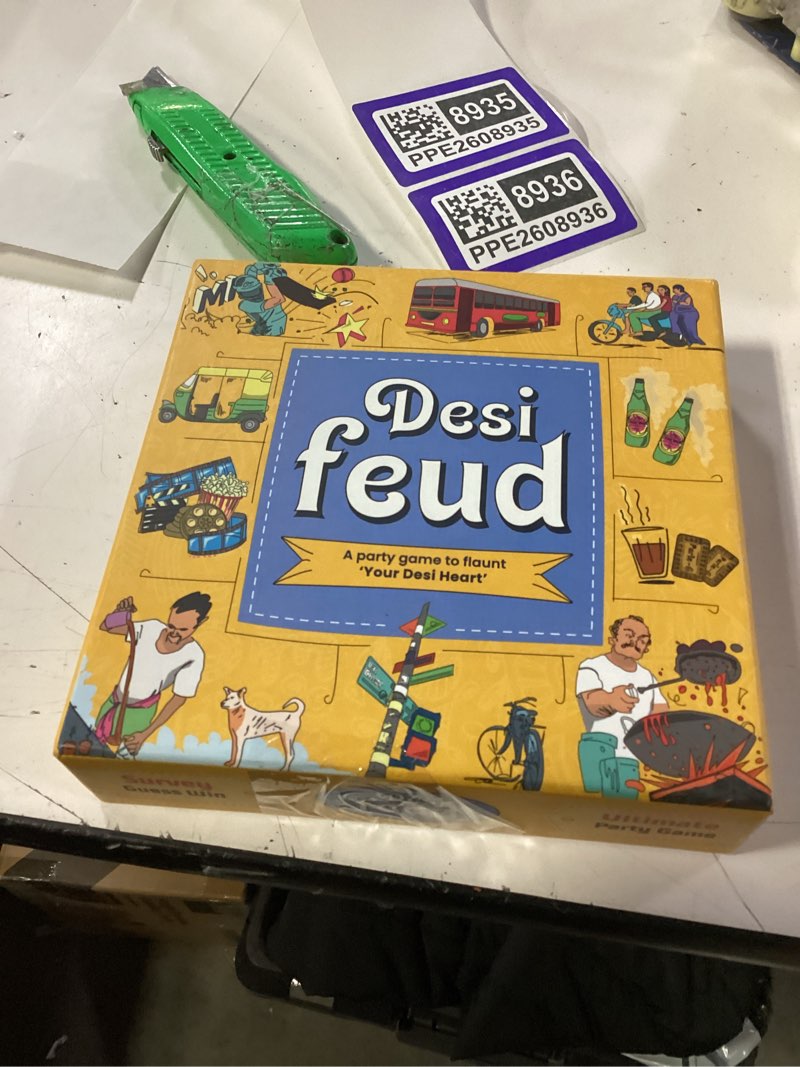 8935
PPE2608935
8936
PPE2608936
Desi
feud
A party game to flaunt
'Your Desi Heart'
Survey
Guess Win
Ultimate
Party Game